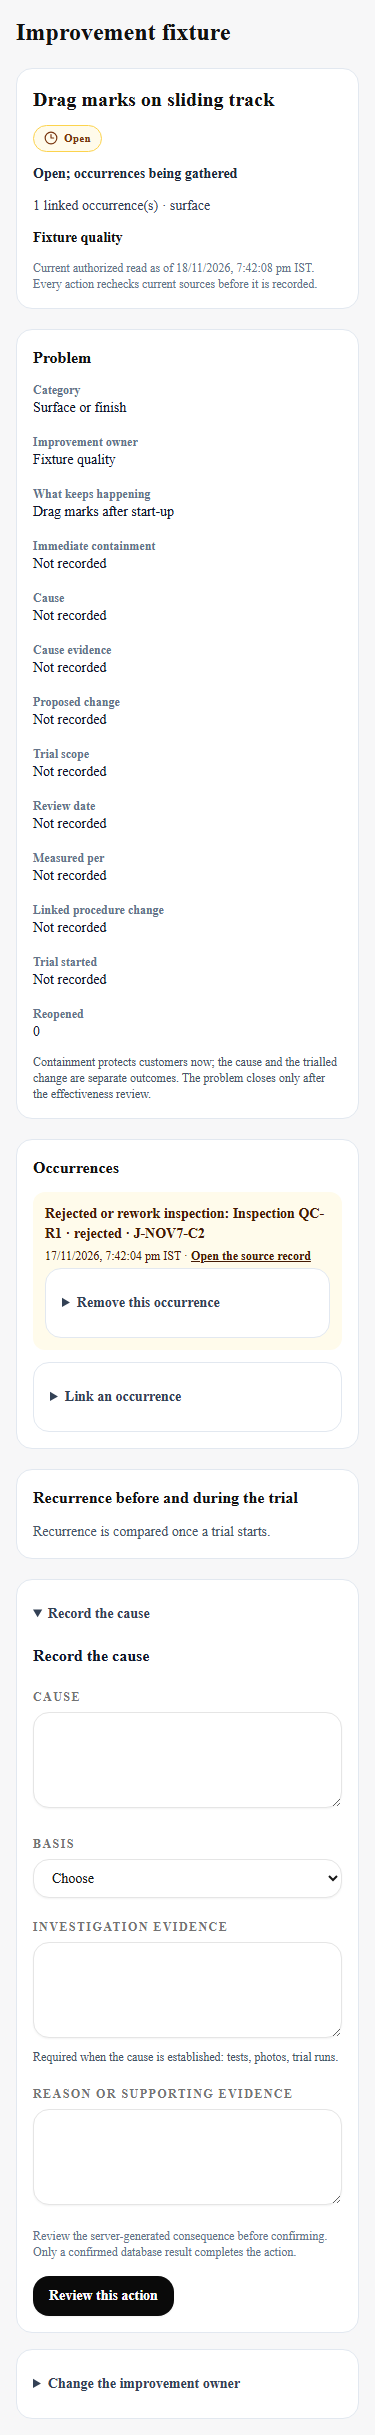 Improvement fixture
Drag marks on sliding track
Open
Open; occurrences being gathered
1 linked occurrence(s) · surface
Fixture quality
Current authorized read as of 18/11/2026, 7:42:08 pm IST.
Every action rechecks current sources before it is recorded.
Problem
Category
Surface or finish
Improvement owner
Fixture quality
What keeps happening
Drag marks after start-up
Immediate containment
Not recorded
Cause
Not recorded
Cause evidence
Not recorded
Proposed change
Not recorded
Trial scope
Not recorded
Review date
Not recorded
Measured per
Not recorded
Linked procedure change
Not recorded
Trial started
Not recorded
Reopened
0
Containment protects customers now; the cause and the trialled
change are separate outcomes. The problem closes only after
the effectiveness review.
Occurrences
Rejected or rework inspection: Inspection QC-
R1 · rejected · J-NOV7-C2
17/11/2026, 7:42:04 pm IST · Open the source record
Remove this occurrence
Link an occurrence
Recurrence before and during the trial
Recurrence is compared once a trial starts.
Record the cause
Record the cause
CAUSE
BASIS
Choose
INVESTIGATION EVIDENCE
Required when the cause is established: tests, photos, trial runs.
REASON OR SUPPORTING EVIDENCE
Review the server-generated consequence before confirming.
Only a confirmed database result completes the action.
Review this action
Change the improvement owner